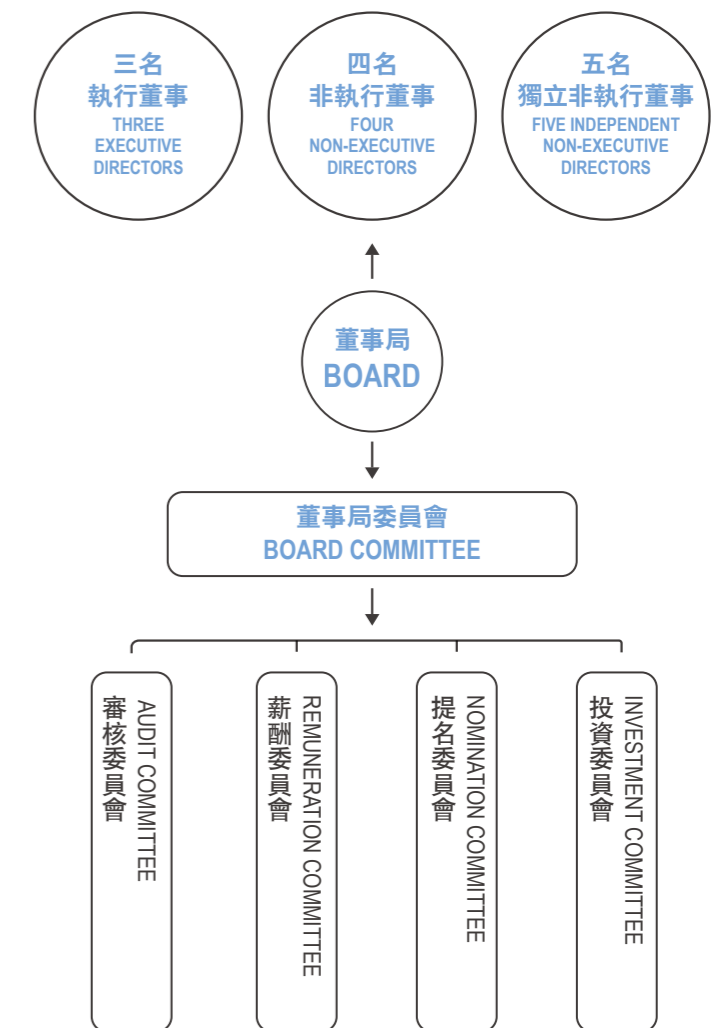 三名
執行董事
THREE
EXECUTIVE
DIRECTORS
四名
非執行董事
FOUR
NON-EXECUTIVE
DIRECTORS
五名
獨立非執行董事
FIVE INDEPENDENT
NON-EXECUTIVE
DIRECTORS
董事局
BOARD
董事局委員會
BOARD COMMITTEE
審核委員會
AUDIT COMMITTEE
薪酬委員會
REMUNERATION COMMITTEE
提名委員會
NOMINATION COMMITTEE
投資委員會
INVESTMENT COMMITTEE